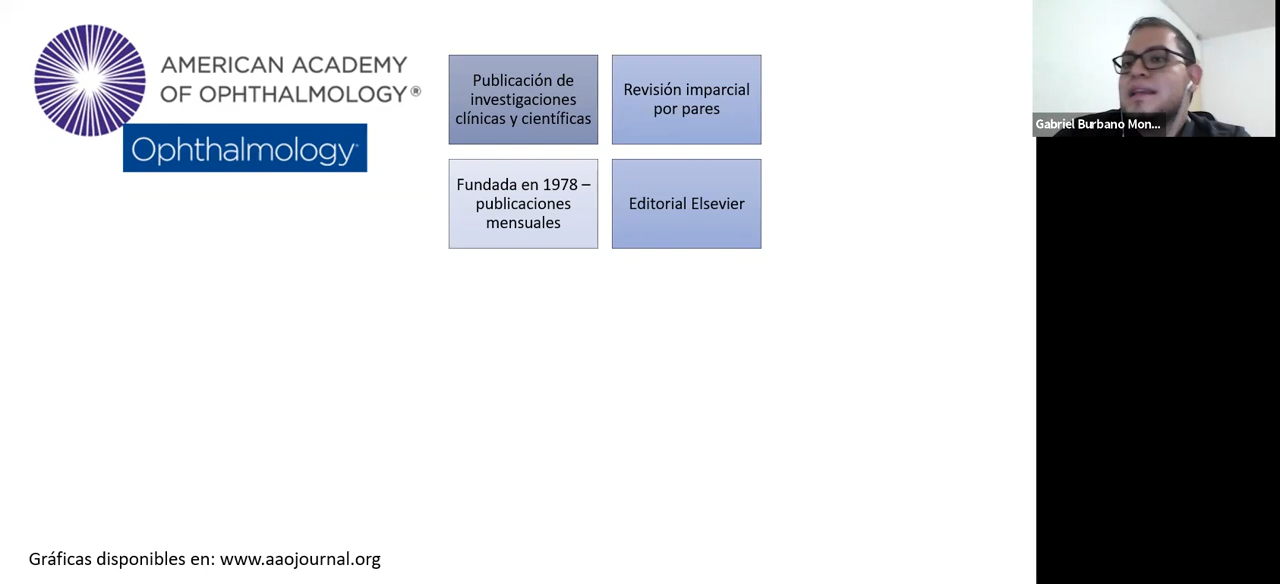 AMERICAN ACADEMY
OF OPHTHALMOLOGY®
Ophthalmology
Publicación de
investigaciones
clínicas y científicas
Revisión imparcial
por pares
Fundada en 1978 –
publicaciones
mensuales
Editorial Elsevier
Gabriel Burbano Mon...
Gráficas disponibles en: www.aaojournal.org